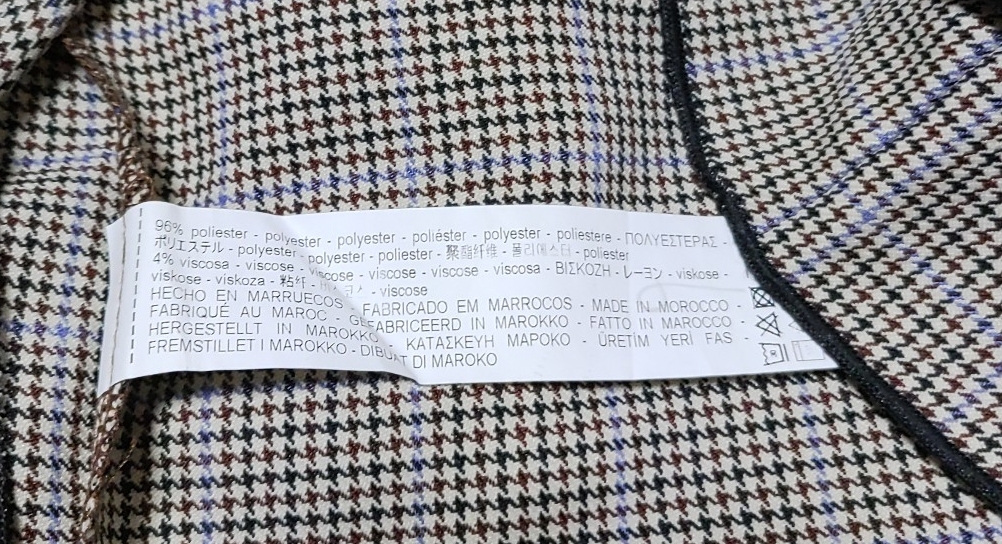 96% poliester - polyester - polyester - poliéster - polyester - poliestere - ΠΟΛΥΕΣΤΕΡΑΣ -
ポリエステル - polyester - polyester - poliester - 聚酯纤维 - 폴리에스터 - poliester
4% viscosa - viscose - viscose - viscose - viscose - viscosa - ΒΙΣΚΟΖΗ - レーヨン - viskose -
viskose - viskoza - 粘纤 - - viscose
HECHO EN MARRUECOS - FABRICADO EM MARROCOS - MADE IN MOROCCO -
FABRIQUÉ AU MAROC - GEFABRICEERD IN MAROKKO - FATTO IN MAROCCO -
HERGESTELLT IN MAROKKO - ΚΑΤΑΣΚΕΥΗ ΜΑΡΟΚΟ - ÜRETİM YERİ FAS -
FREMSTILLET I MAROKKO - DIBUAT DI MAROKO